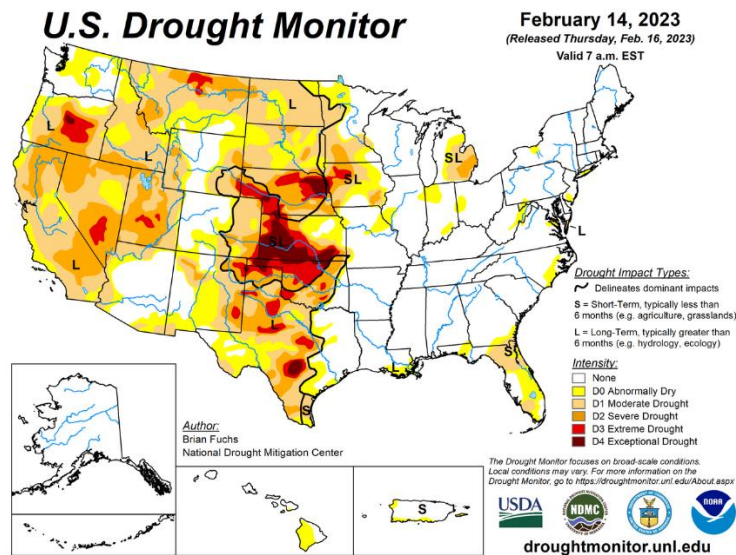 U.S. Drought Monitor
February 14, 2023
(Released Thursday, Feb. 16, 2023)
Valid 7 a.m. EST
L
L
L
SL
SL
L
SL
L
L
L
S
S
L
Drought Impact Types:
Delineates dominant impacts
S = Short-Term, typically less than
6 months (e.g. agriculture, grasslands)
L = Long-Term, typically greater than
6 months (e.g. hydrology, ecology)
Intensity:
None
D0 Abnormally Dry
D1 Moderate Drought
D2 Severe Drought
D3 Extreme Drought
D4 Exceptional Drought
Author:
Brian Fuchs
National Drought Mitigation Center
S
The Drought Monitor focuses on broad-scale conditions.
Local conditions may vary. For more information on the
Drought Monitor, go to https://droughtmonitor.unl.edu/About.aspx
USDA
NDMC
NOAA
droughtmonitor.unl.edu